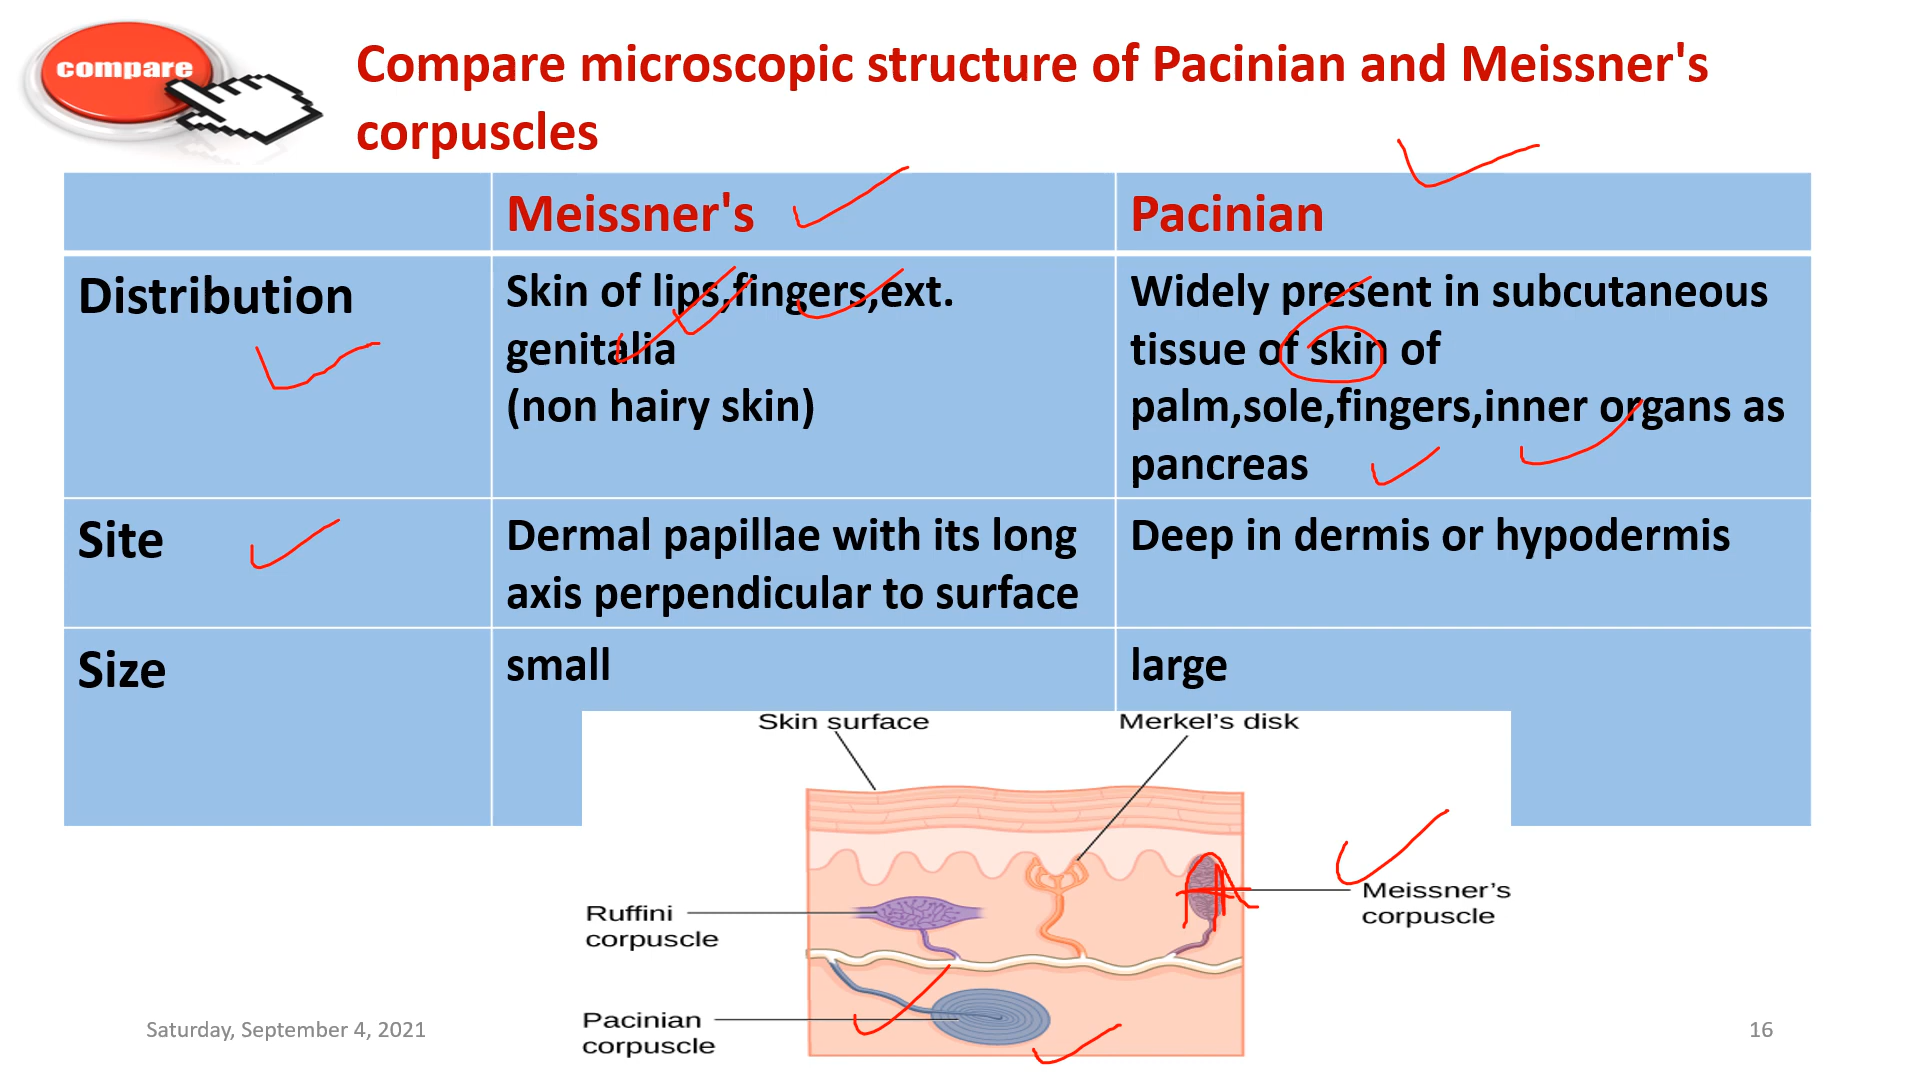 compare
Compare microscopic structure of Pacinian and Meissner's
corpuscles
Meissner's
Pacinian
Distribution
Skin of lips,fingers,ext.
genitalia
(non hairy skin)
Widely present in subcutaneous
tissue of skin of
palm,sole,fingers,inner organs as
pancreas
Site
Dermal papillae with its long
axis perpendicular to surface
Deep in dermis or hypodermis
Size
small
large
Skin surface
Merkel’s disk
Meissner’s
corpuscle
Ruffini
corpuscle
Pacinian
corpuscle
Saturday, September 4, 2021
16